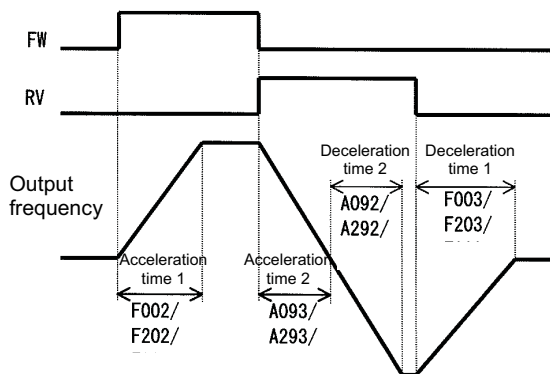 FW
RV
Output
frequency
Deceleration
time 2
A092/
A292/
Deceleration
time 1
F003/
F203/
Acceleration
time 1
F002/
F202/
Acceleration
time 2
A093/
A293/